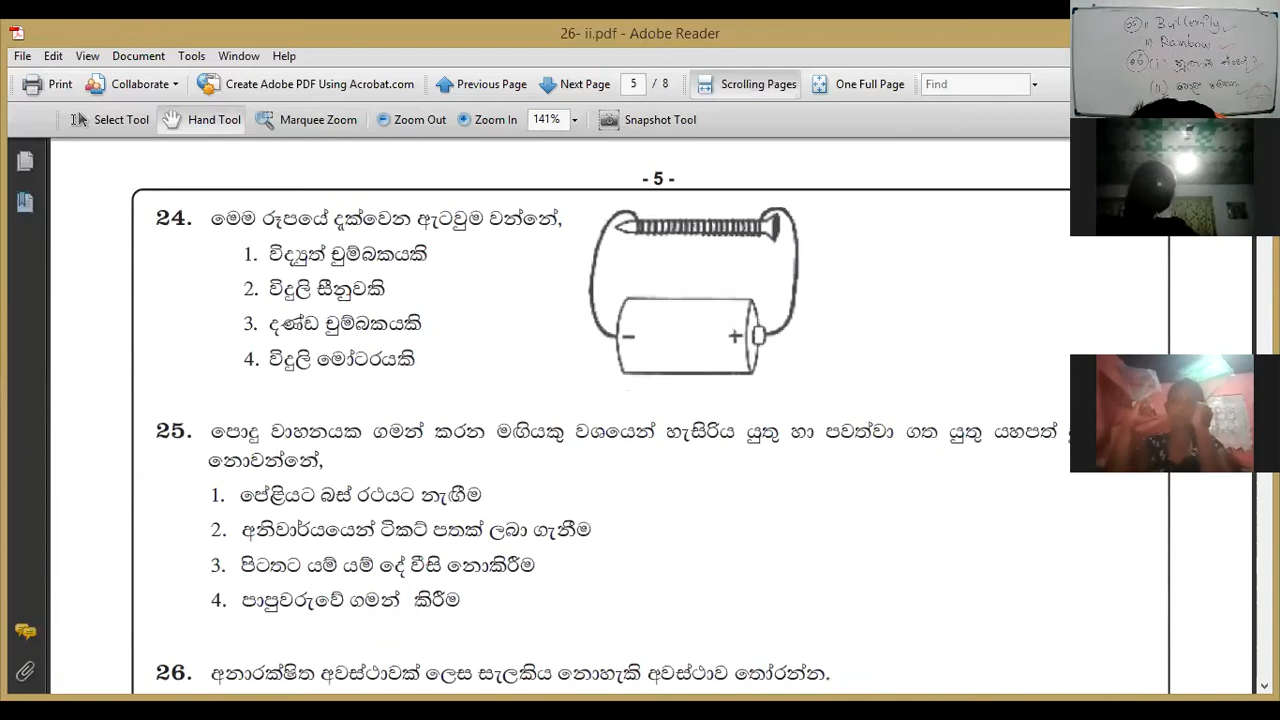 26- ii.pdf - Adobe Reader
File Edit View Document Tools Window Help
Print Collaborate Create Adobe PDF Using Acrobat.com Previous Page Next Page 5 / 8 Scrolling Pages One Full Page Find
Select Tool Hand Tool Marquee Zoom Zoom Out Zoom In 141% Snapshot Tool
- 5 -
24. මෙම රූපයේ දැක්වෙන ඇටවුම වන්නේ,
1. විද්‍යුත් චුම්බකයකි
2. විදුලි සීනුවකි
3. දණ්ඩ චුම්බකයකි
4. විදුලි මෝටරයකි
− +
25. පොදු වාහනයක ගමන් කරන මඟියකු වශයෙන් හැසිරිය යුතු හා පවත්වා ගත යුතු යහපත්
නොවන්නේ,
1. පේළියට බස් රථයට නැඟීම
2. අනිවාර්යයෙන් ටිකට් පතක් ලබා ගැනීම
3. පිටතට යම් යම් දේ වීසි නොකිරීම
4. පාපුවරුවේ ගමන් කිරීම
26. අනාරක්ෂිත අවස්ථාවක් ලෙස සැලකිය නොහැකි අවස්ථාව තෝරන්න.
Butterfly
Rainbow